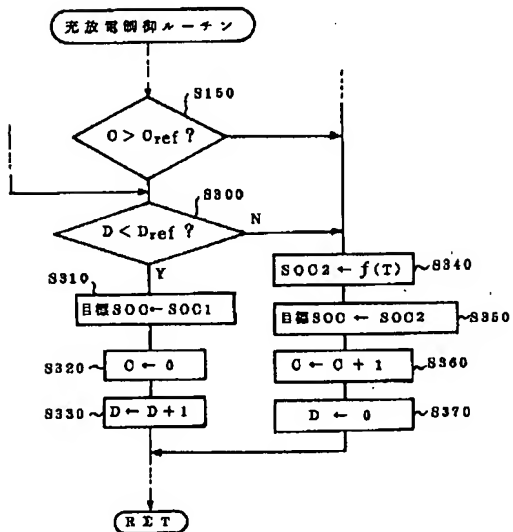 充放電制御ルーチン
S150
C > Cref ?
S300
D < Dref ?
N
Y
S310
目標SOC ← SOC1
S320
C ← 0
S330
D ← D + 1
SOC2 ← f(T)
S340
目標SOC ← SOC2
S350
C ← C + 1
S360
D ← 0
S370
RET